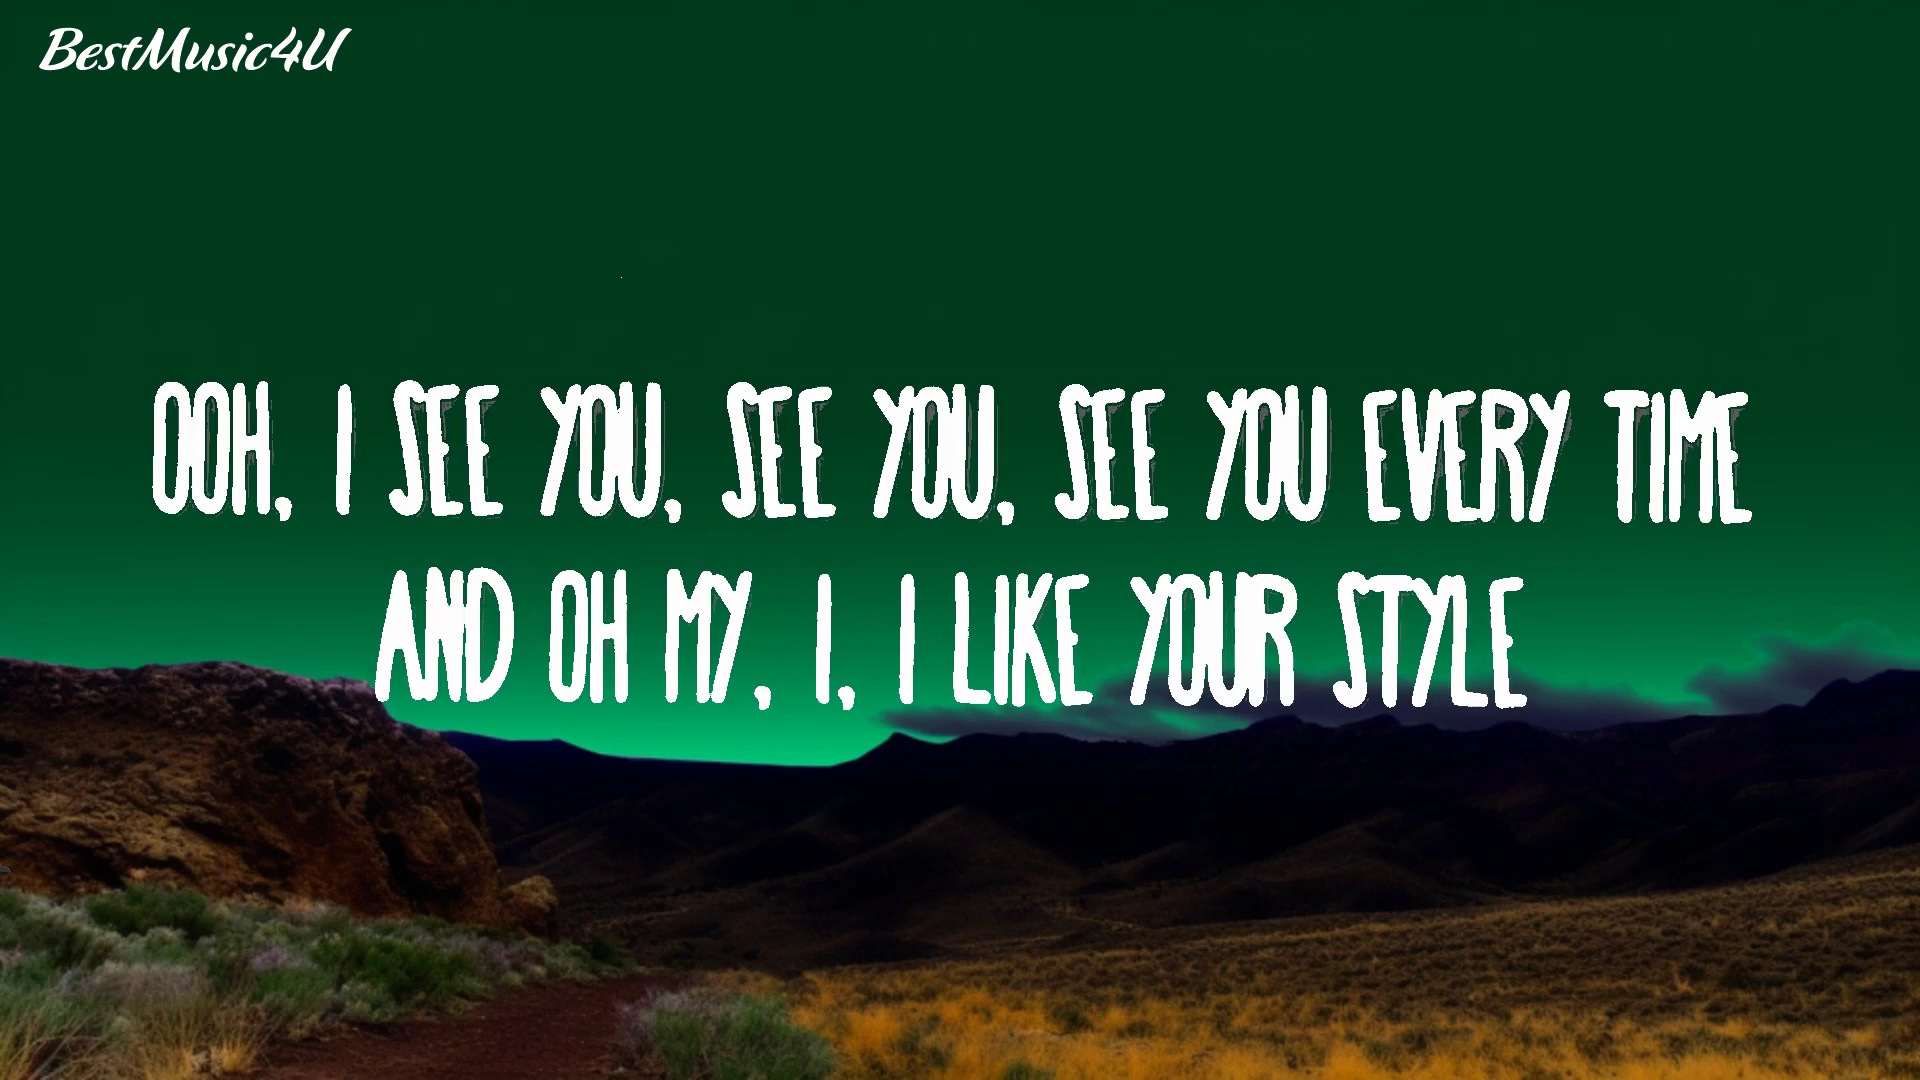 BestMusic4U
OOH, I SEE YOU, SEE YOU, SEE YOU EVERY TIME
AND OH MY, I, I LIKE YOUR STYLE